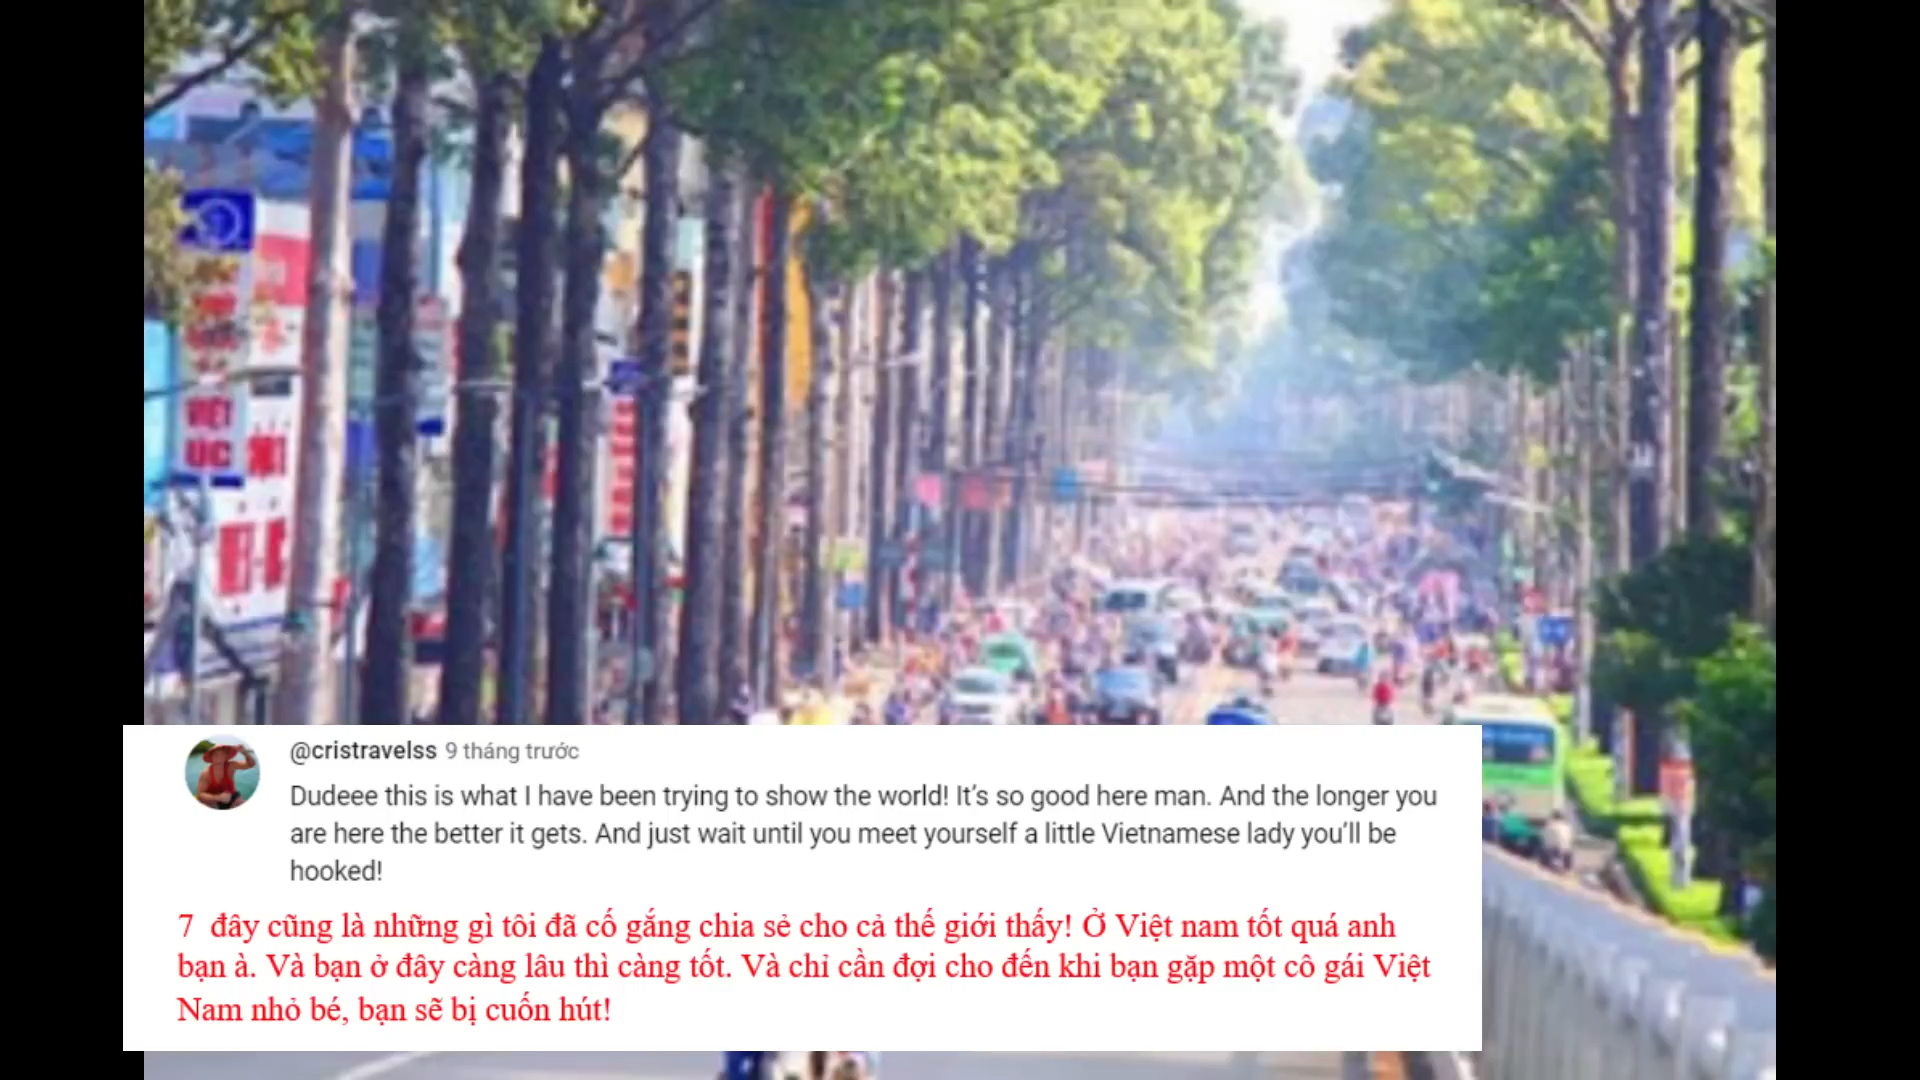 VIỆT
ÚC
@cristravelss 9 tháng trước
Dudeee this is what I have been trying to show the world! It’s so good here man. And the longer you
are here the better it gets. And just wait until you meet yourself a little Vietnamese lady you’ll be
hooked!
7 đây cũng là những gì tôi đã cố gắng chia sẻ cho cả thế giới thấy! Ở Việt nam tốt quá anh
bạn à. Và bạn ở đây càng lâu thì càng tốt. Và chỉ cần đợi cho đến khi bạn gặp một cô gái Việt
Nam nhỏ bé, bạn sẽ bị cuốn hút!